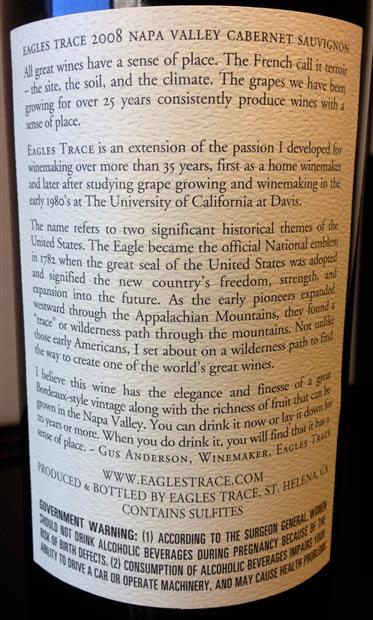 EAGLES TRACE 2008 NAPA VALLEY CABERNET SAUVIGNON
All great wines have a sense of place. The French call it terroir
– the site, the soil, and the climate. The grapes we have been
growing for over 25 years consistently produce wines with a
sense of place.
EAGLES TRACE is an extension of the passion I developed for
winemaking over more than 35 years, first as a home winemaker
and later after studying grape growing and winemaking in the
early 1980's at The University of California at Davis.
The name refers to two significant historical themes of the
United States. The Eagle became the official National emblem
in 1782 when the great seal of the United States was adopted
and signified the new country's freedom, strength, and
expansion into the future. As the early pioneers expanded
westward through the Appalachian Mountains, they found a
"trace" or wilderness path through the mountains. Not unlike
those early Americans, I set about on a wilderness path to find
the way to create one of the world's great wines.
I believe this wine has the elegance and finesse of a great
Bordeaux-style vintage along with the richness of fruit that can be
grown in the Napa Valley. You can drink it now or lay it down for
20 years or more. When you do drink it, you will find that it has a
sense of place. – GUS ANDERSON, WINEMAKER, EAGLES TRACE
WWW.EAGLESTRACE.COM
PRODUCED & BOTTLED BY EAGLES TRACE, ST. HELENA, CA
CONTAINS SULFITES
GOVERNMENT WARNING: (1) ACCORDING TO THE SURGEON GENERAL, WOMEN
SHOULD NOT DRINK ALCOHOLIC BEVERAGES DURING PREGNANCY BECAUSE OF THE
RISK OF BIRTH DEFECTS. (2) CONSUMPTION OF ALCOHOLIC BEVERAGES IMPAIRS YOUR
ABILITY TO DRIVE A CAR OR OPERATE MACHINERY, AND MAY CAUSE HEALTH PROBLEMS.